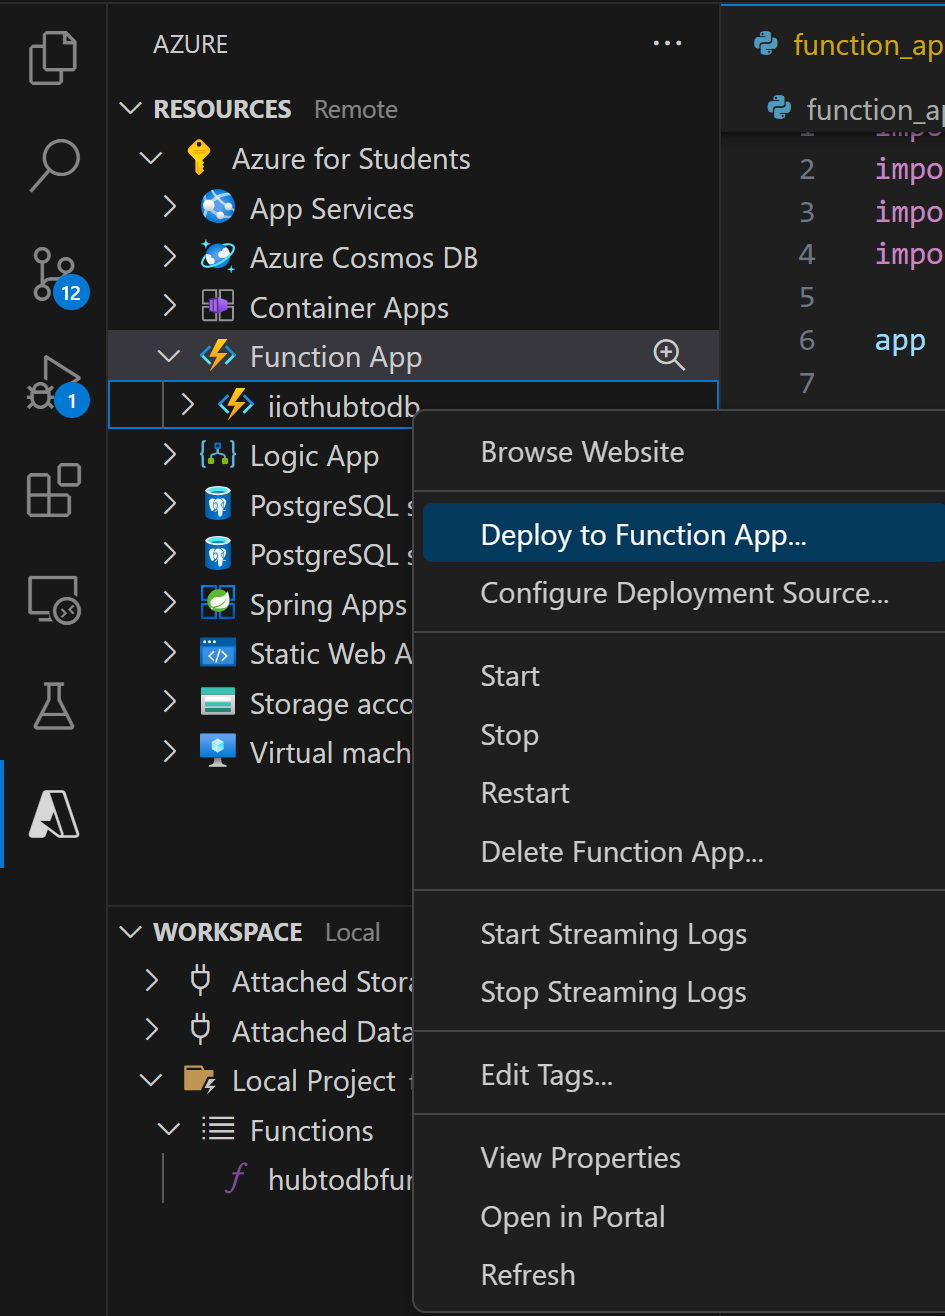 AZURE
function_ap
RESOURCES Remote
function_a
Azure for Students
2 impo
App Services
3 impo
Azure Cosmos DB
4 impo
12
5
Container Apps
Function App
6 app
1
7
iiothubtodb
Browse Website
Logic App
PostgreSQL s
Deploy to Function App...
PostgreSQL s
Configure Deployment Source...
Spring Apps
Static Web A
Start
Storage acco
Stop
Virtual mach
Restart
Delete Function App...
WORKSPACE Local
Start Streaming Logs
Attached Stora
Stop Streaming Logs
Attached Data
Local Project
Edit Tags...
Functions
View Properties
hubtodbfun
Open in Portal
Refresh